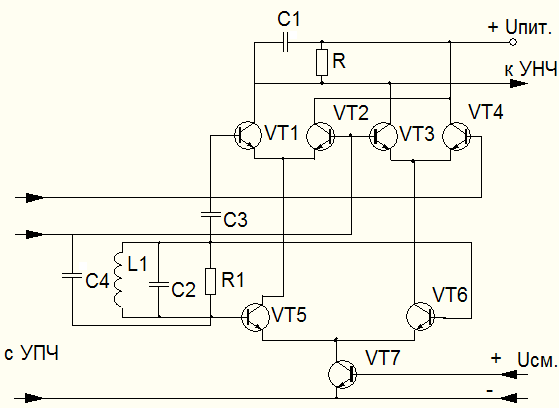 C1
+ Uпит.
R
к УНЧ
VT1
VT2
VT3
VT4
C3
L1
C4
C2
R1
VT5
VT6
с УПЧ
VT7
+ Uсм.
-